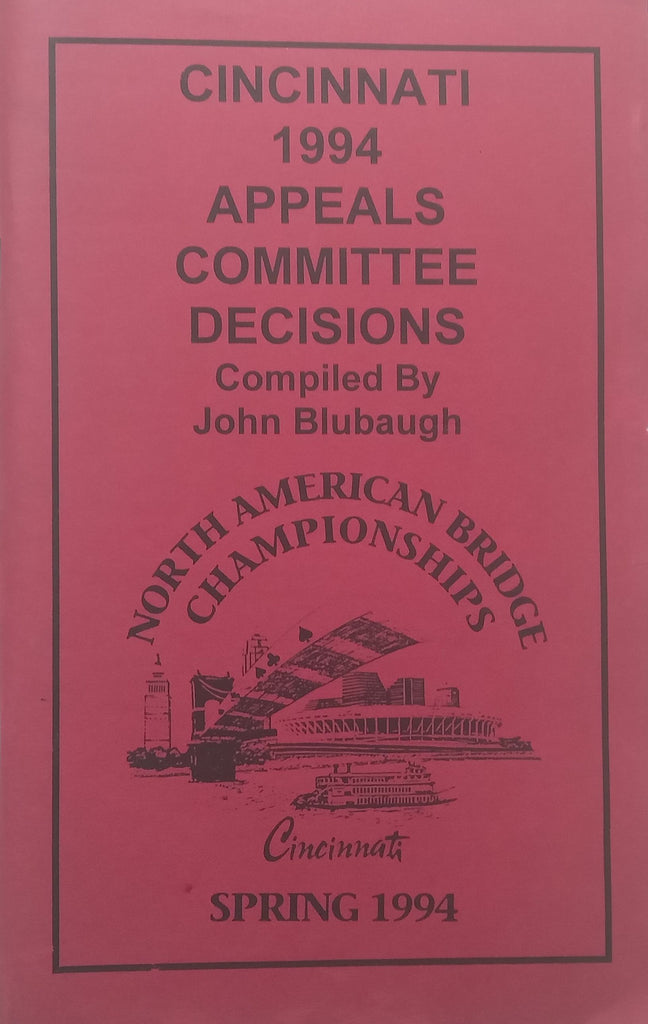 CINCINNATI
1994
APPEALS
COMMITTEE
DECISIONS
Compiled By
John Blubaugh
NORTH AMERICAN BRIDGE
CHAMPIONSHIPS
Cincinnati
SPRING 1994